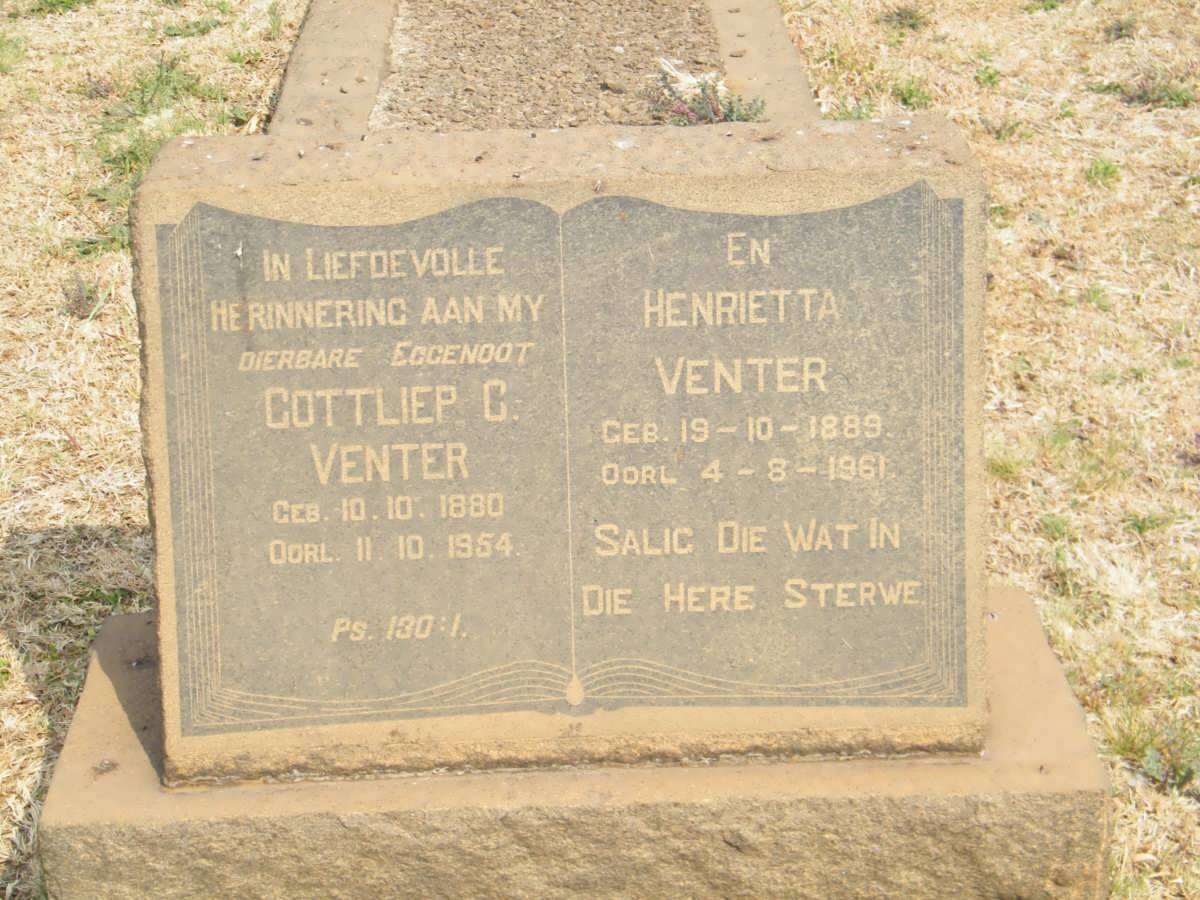 IN LIEFDEVOLLE
HERINNERING AAN MY
DIERBARE EGGENOOT
GOTTLIEP C.
VENTER
GEB. 10. 10. 1880
OORL. 11 10. 1954.
PS. 130:1.
EN
HENRIETTA
VENTER
GEB. 19-10-1889.
OORL 4-8-1961.
SALIG DIE WAT IN
DIE HERE STERWE